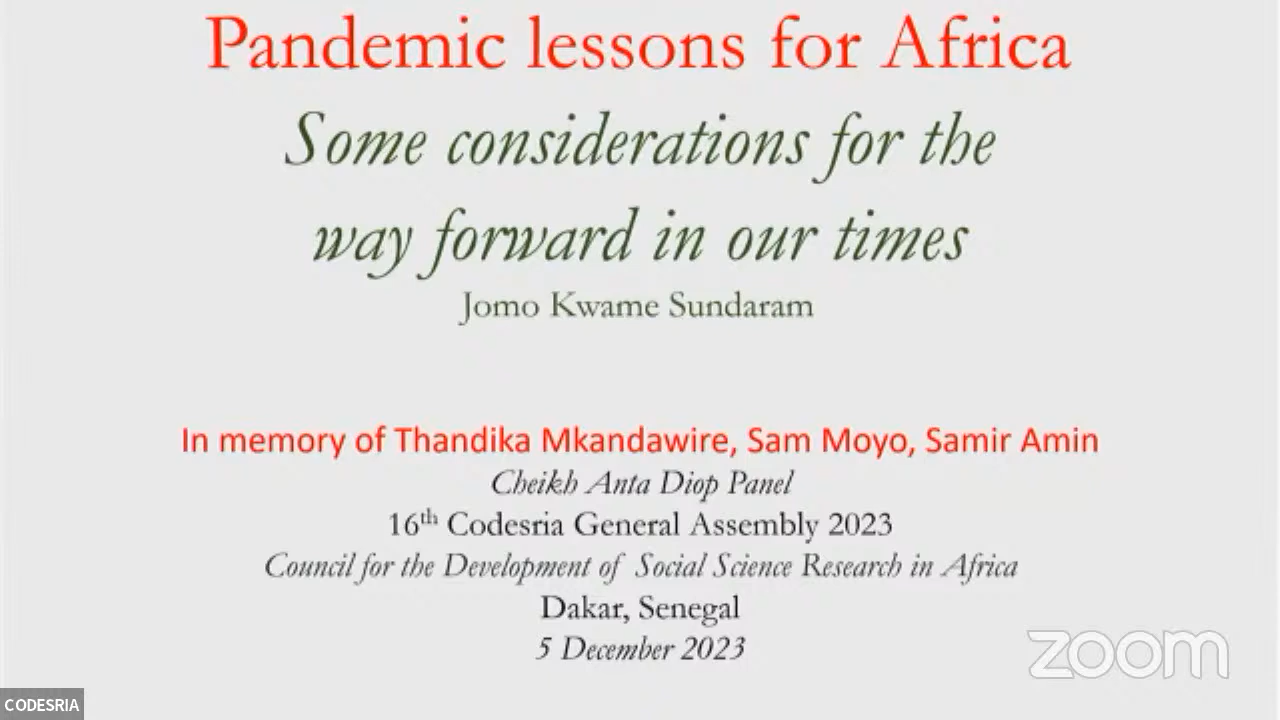 Pandemic lessons for Africa
Some considerations for the
way forward in our times
Jomo Kwame Sundaram
In memory of Thandika Mkandawire, Sam Moyo, Samir Amin
Cheikh Anta Diop Panel
16th Codesria General Assembly 2023
Council for the Development of Social Science Research in Africa
Dakar, Senegal
5 December 2023
zoom
CODESRIA